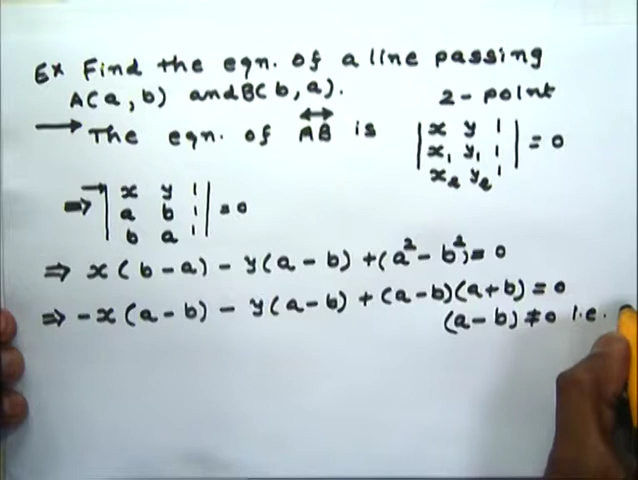 Ex Find the eqn. of a line passing
A(a, b) and B(b, a).
2 - point
→ The eqn. of AB is
| x y 1 |
| x₁ y₁ 1 | = 0
| x₂ y₂ 1 |
⇒ | x y 1 |
| a b 1 | = 0
| b a 1 |
⇒ x(b-a) - y(a-b) + (a² - b²) = 0
⇒ -x(a-b) - y(a-b) + (a-b)(a+b) = 0
(a-b) ≠ 0 i.e.